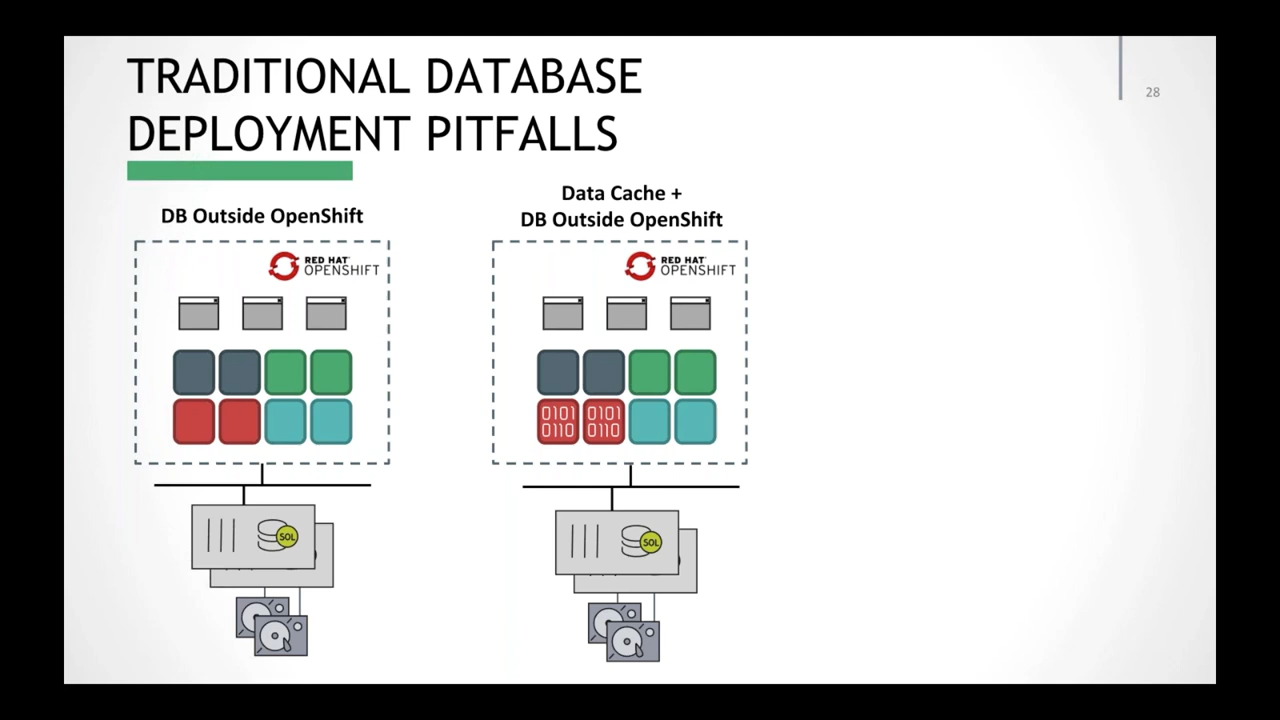 TRADITIONAL DATABASE
DEPLOYMENT PITFALLS
28
DB Outside OpenShift
RED HAT
OPENSHIFT
SQL
Data Cache +
DB Outside OpenShift
RED HAT
OPENSHIFT
0101
0110
0101
0110
SQL